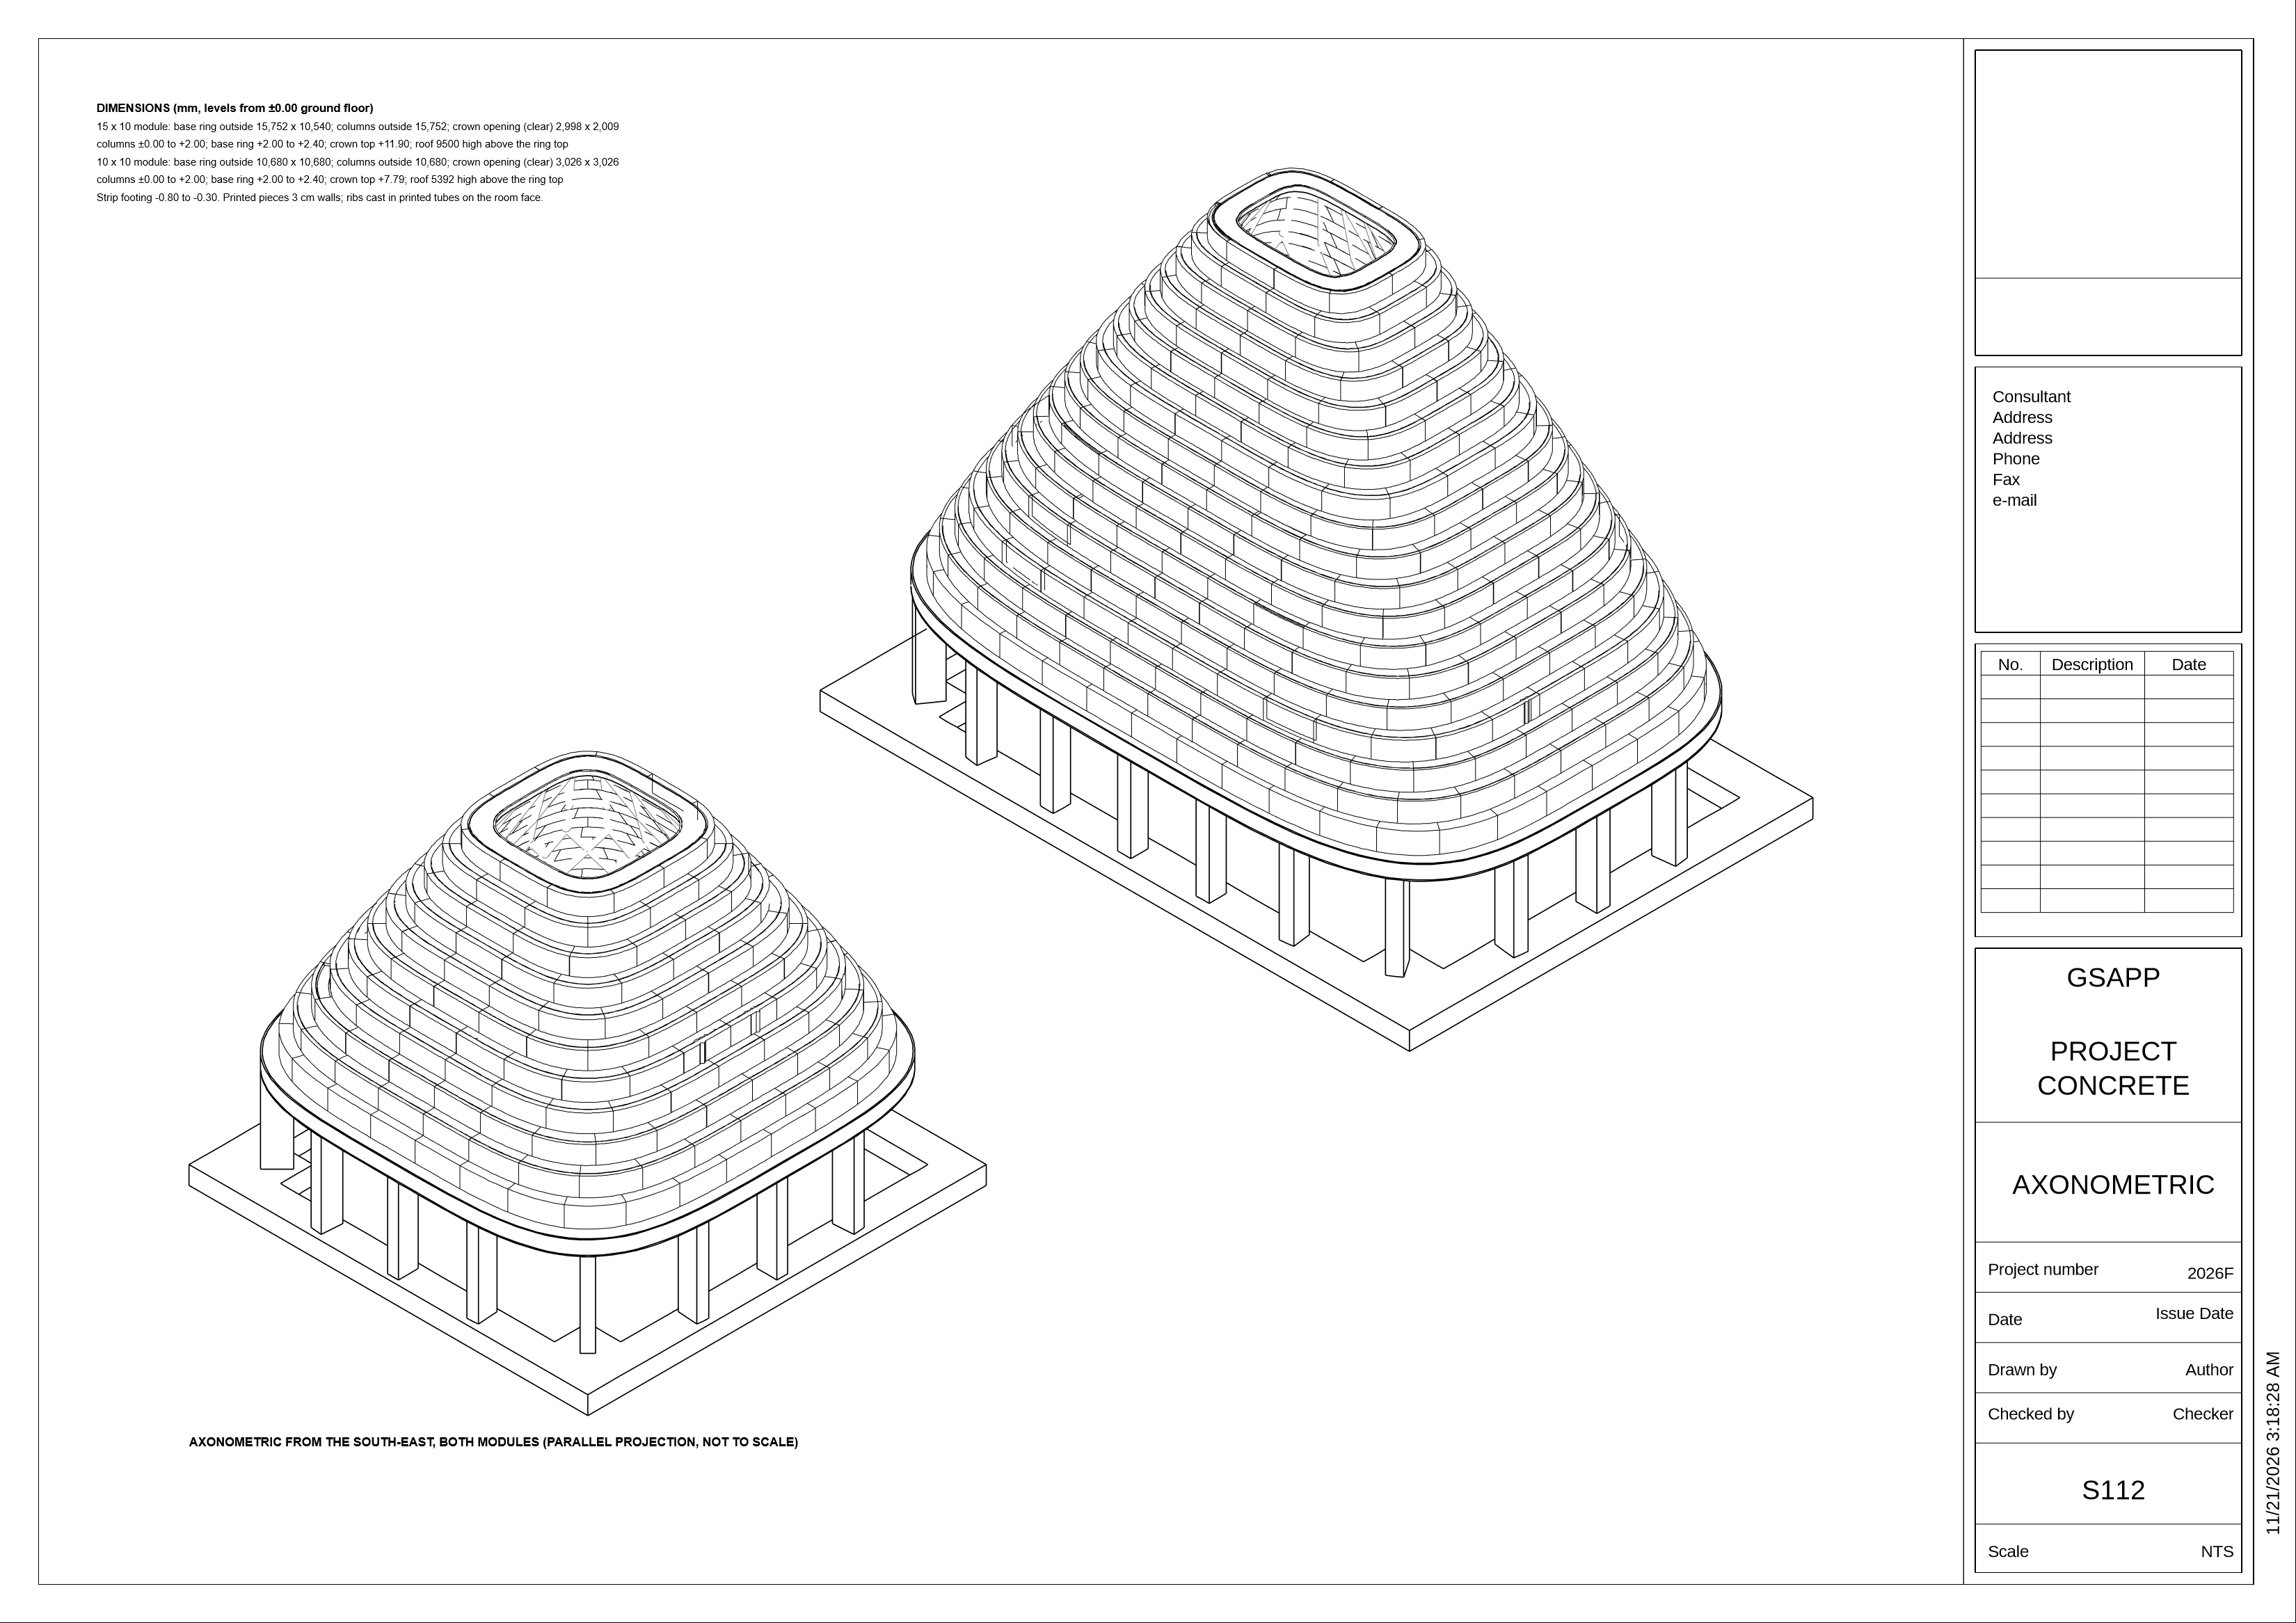 DIMENSIONS (mm, levels from ±0.00 ground floor)
15 x 10 module: base ring outside 15,752 x 10,540; columns outside 15,752; crown opening (clear) 2,998 x 2,009
columns ±0.00 to +2.00; base ring +2.00 to +2.40; crown top +11.90; roof 9500 high above the ring top
10 x 10 module: base ring outside 10,680 x 10,680; columns outside 10,680; crown opening (clear) 3,026 x 3,026
columns ±0.00 to +2.00; base ring +2.00 to +2.40; crown top +7.79; roof 5392 high above the ring top
Strip footing -0.80 to -0.30. Printed pieces 3 cm walls; ribs cast in printed tubes on the room face.
AXONOMETRIC FROM THE SOUTH-EAST, BOTH MODULES (PARALLEL PROJECTION, NOT TO SCALE)
Consultant
Address
Address
Phone
Fax
e-mail
No. Description Date
GSAPP
PROJECT
CONCRETE
AXONOMETRIC
Project number 2026F
Date Issue Date
Drawn by Author
Checked by Checker
S112
Scale NTS
11/21/2026 3:18:28 AM